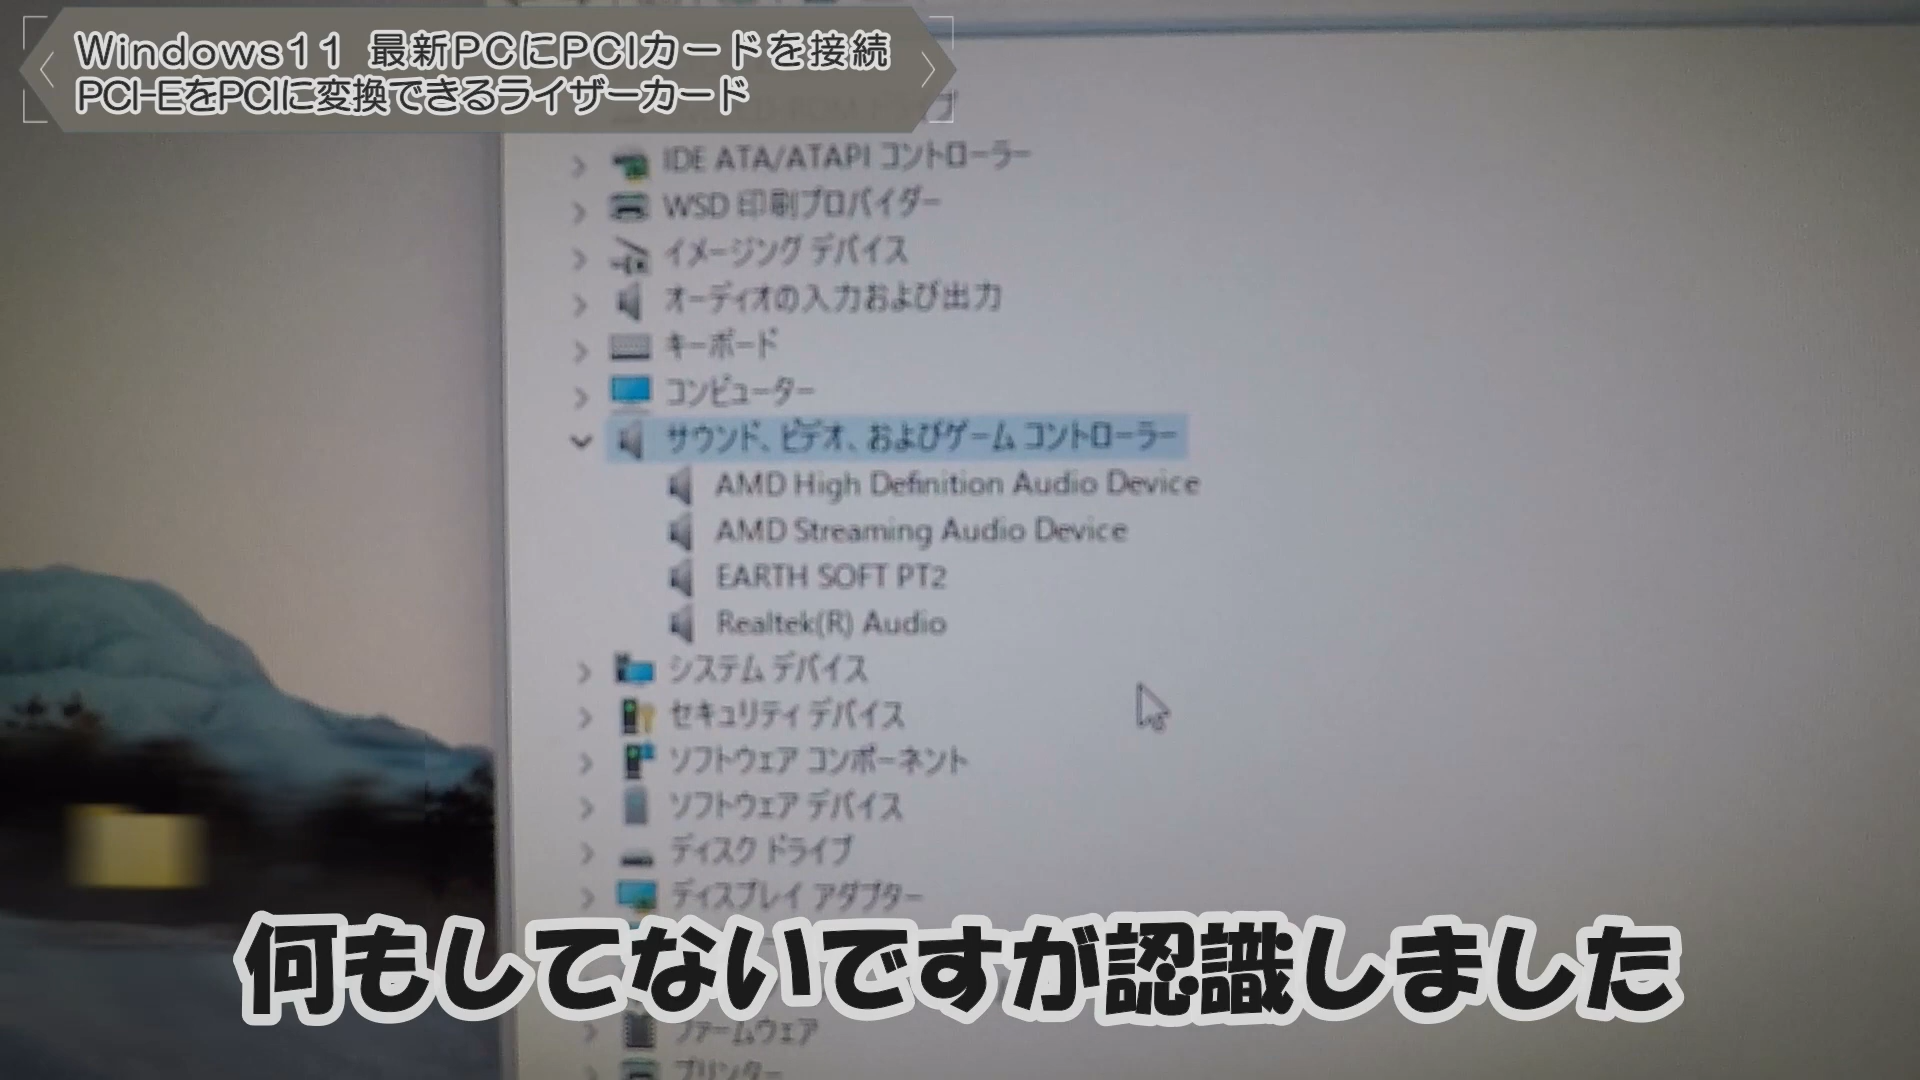 Windows11 最新PCにPCIカードを接続
PCI-EをPCIに変換できるライザーカード
IDE ATA/ATAPI コントローラー
WSD 印刷プロバイダー
イメージング デバイス
オーディオの入力および出力
キーボード
コンピューター
サウンド、ビデオ、およびゲーム コントローラー
AMD High Definition Audio Device
AMD Streaming Audio Device
EARTH SOFT PT2
Realtek(R) Audio
システム デバイス
セキュリティ デバイス
ソフトウェア コンポーネント
ソフトウェア デバイス
ディスク ドライブ
ディスプレイ アダプター
何もしてないですが認識しました
ファームウェア
プリンター